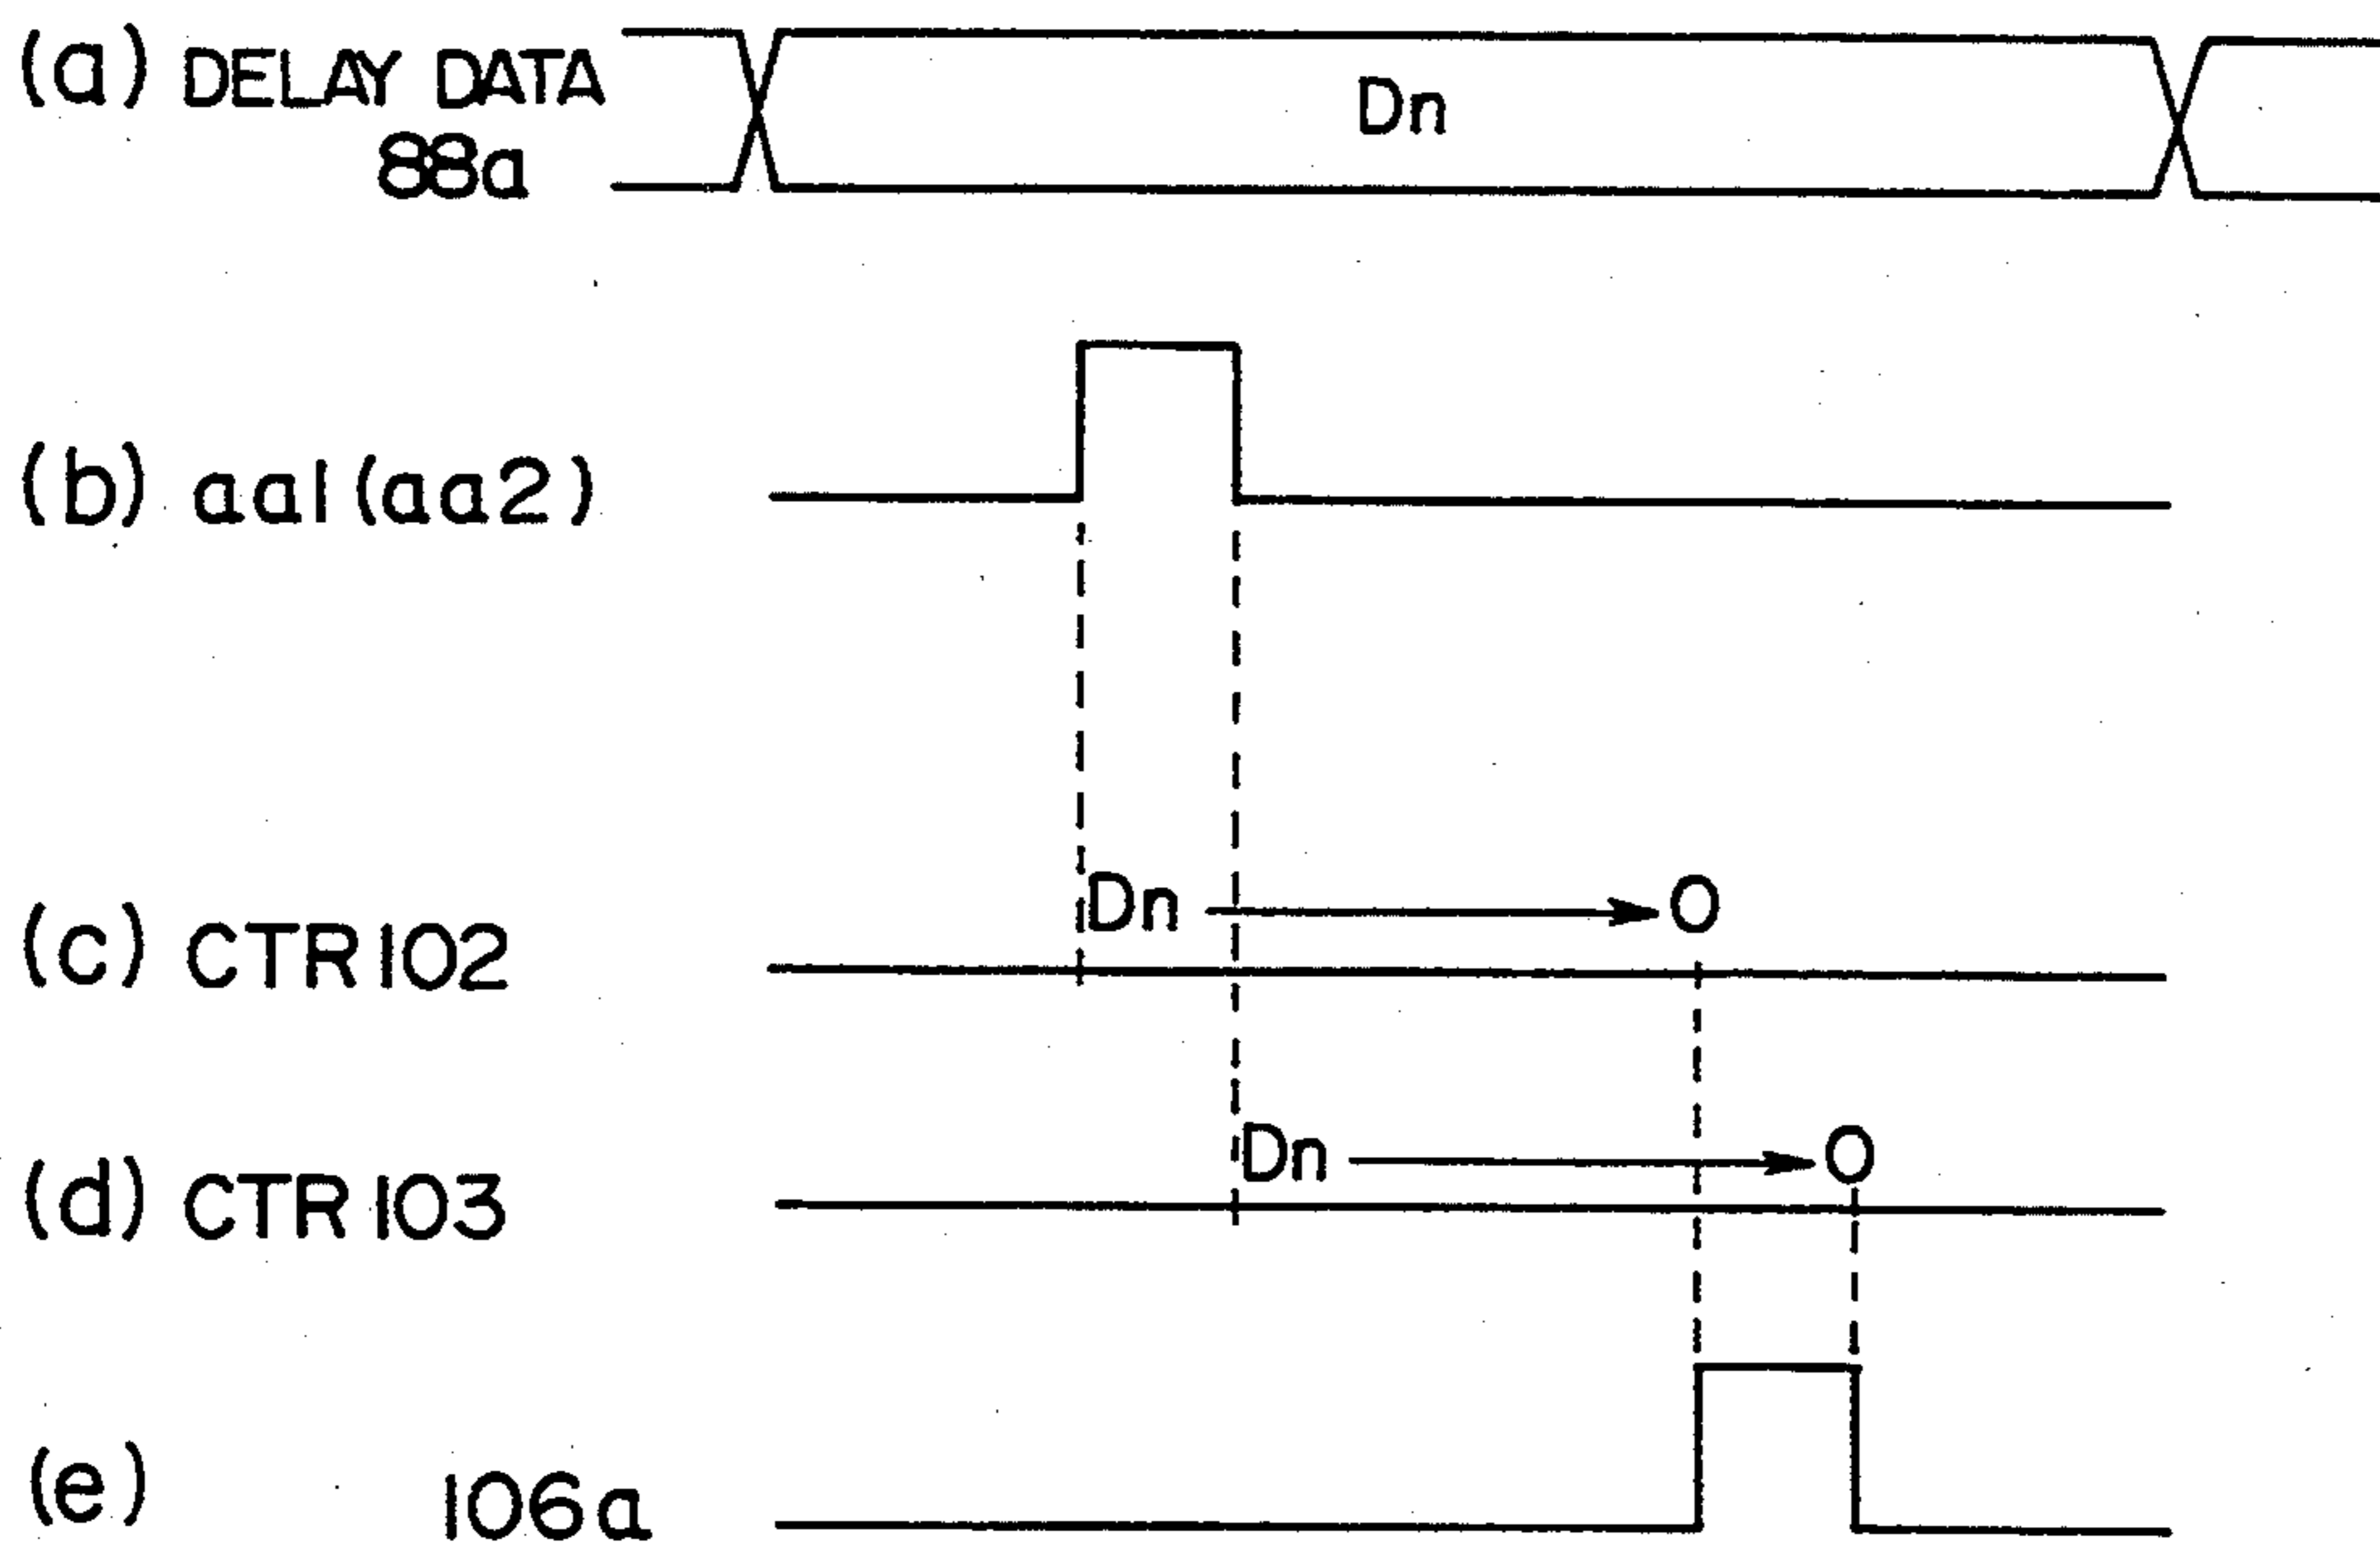 (a) DELAY DATA
88a
Dn
(b) aa1(aa2)
Dn → 0
(c) CTR102
Dn → 0
(d) CTR103
(e) 106a